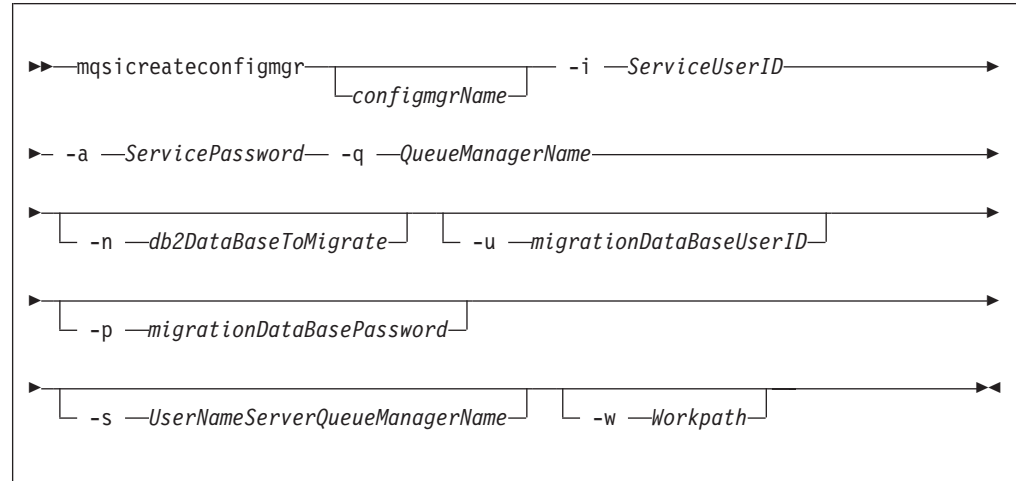 mqsicreateconfigmgr -i ServiceUserID
configmgrName
-a ServicePassword -q QueueManagerName
-n db2DataBaseToMigrate -u migrationDataBaseUserID
-p migrationDataBasePassword
-s UserNameServerQueueManagerName -w Workpath